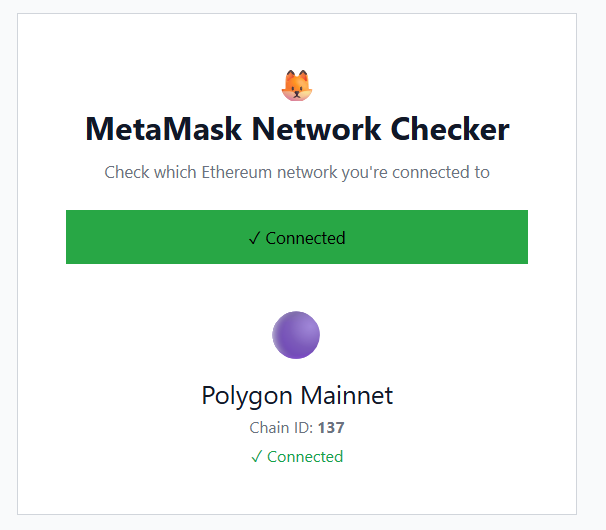 MetaMask Network Checker
Check which Ethereum network you're connected to
✓ Connected
Polygon Mainnet
Chain ID: 137
✓ Connected